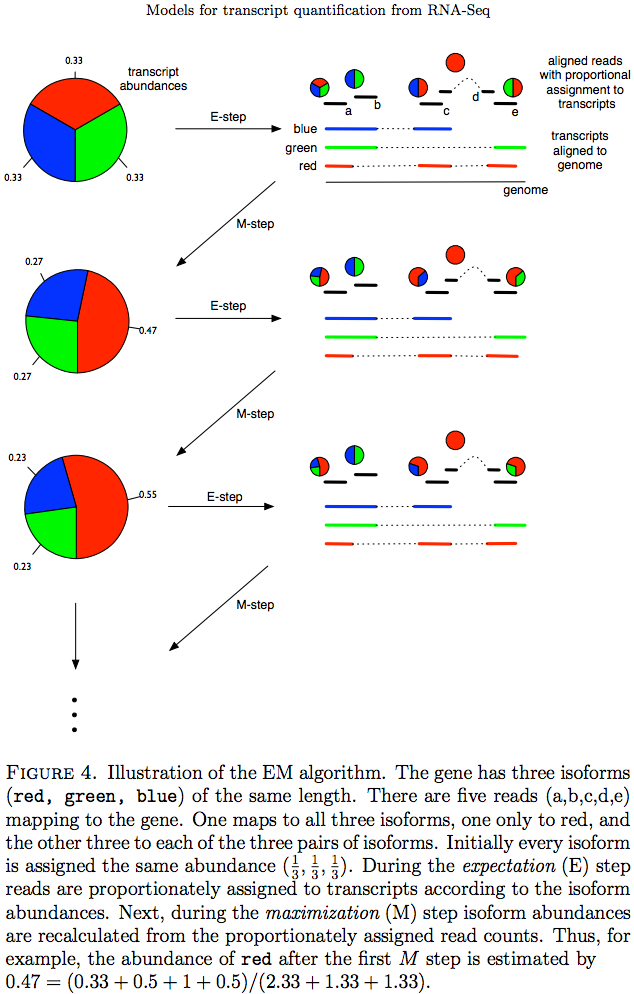 Models for transcript quantification from RNA-Seq
0.33
transcript
abundances
0.33
0.33
E-step
aligned reads
with proportional
assignment to
transcripts
a
b
c
d
e
blue
green
red
transcripts
aligned to
genome
genome
M-step
0.27
0.47
0.27
E-step
M-step
0.23
0.55
0.23
E-step
M-step
FIGURE 4. Illustration of the EM algorithm. The gene has three isoforms
(red, green, blue) of the same length. There are five reads (a,b,c,d,e)
mapping to the gene. One maps to all three isoforms, one only to red, and
the other three to each of the three pairs of isoforms. Initially every isoform
is assigned the same abundance (1/3, 1/3, 1/3). During the expectation (E) step
reads are proportionately assigned to transcripts according to the isoform
abundances. Next, during the maximization (M) step isoform abundances
are recalculated from the proportionately assigned read counts. Thus, for
example, the abundance of red after the first M step is estimated by
0.47 = (0.33 + 0.5 + 1 + 0.5)/(2.33 + 1.33 + 1.33).